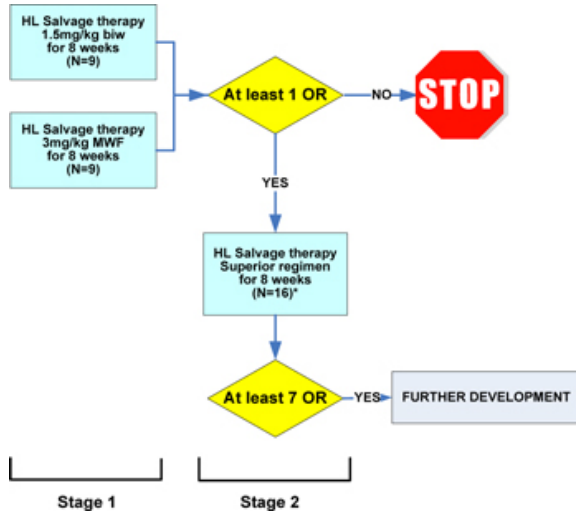 HL Salvage therapy
1.5mg/kg biw
for 8 weeks
(N=9)
HL Salvage therapy
3mg/kg MWF
for 8 weeks
(N=9)
At least 1 OR
NO
STOP
YES
HL Salvage therapy
Superior regimen
for 8 weeks
(N=16)*
At least 7 OR
YES
FURTHER DEVELOPMENT
Stage 1
Stage 2